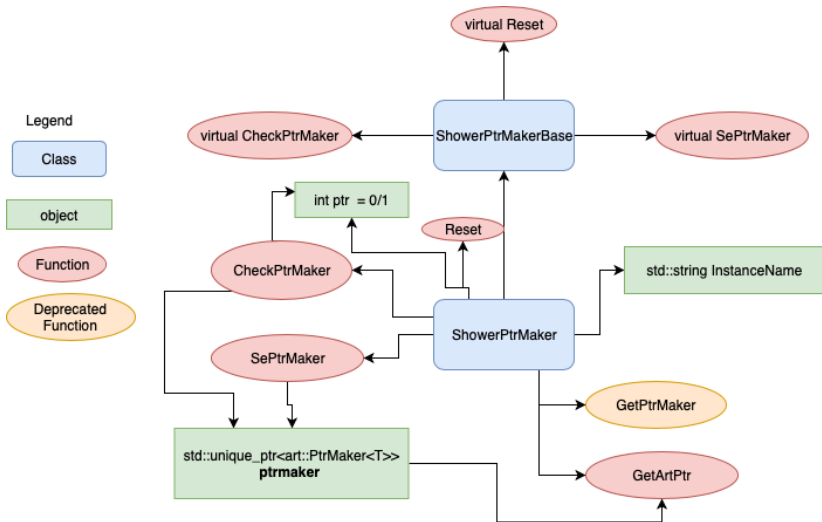 virtual Reset
virtual CheckPtrMaker
ShowerPtrMakerBase
virtual SePtrMaker
Legend
Class
object
Function
Deprecated
Function
int ptr = 0/1
Reset
CheckPtrMaker
std::string InstanceName
ShowerPtrMaker
SePtrMaker
GetPtrMaker
std::unique_ptr<art::PtrMaker<T>>
ptrmaker
GetArtPtr